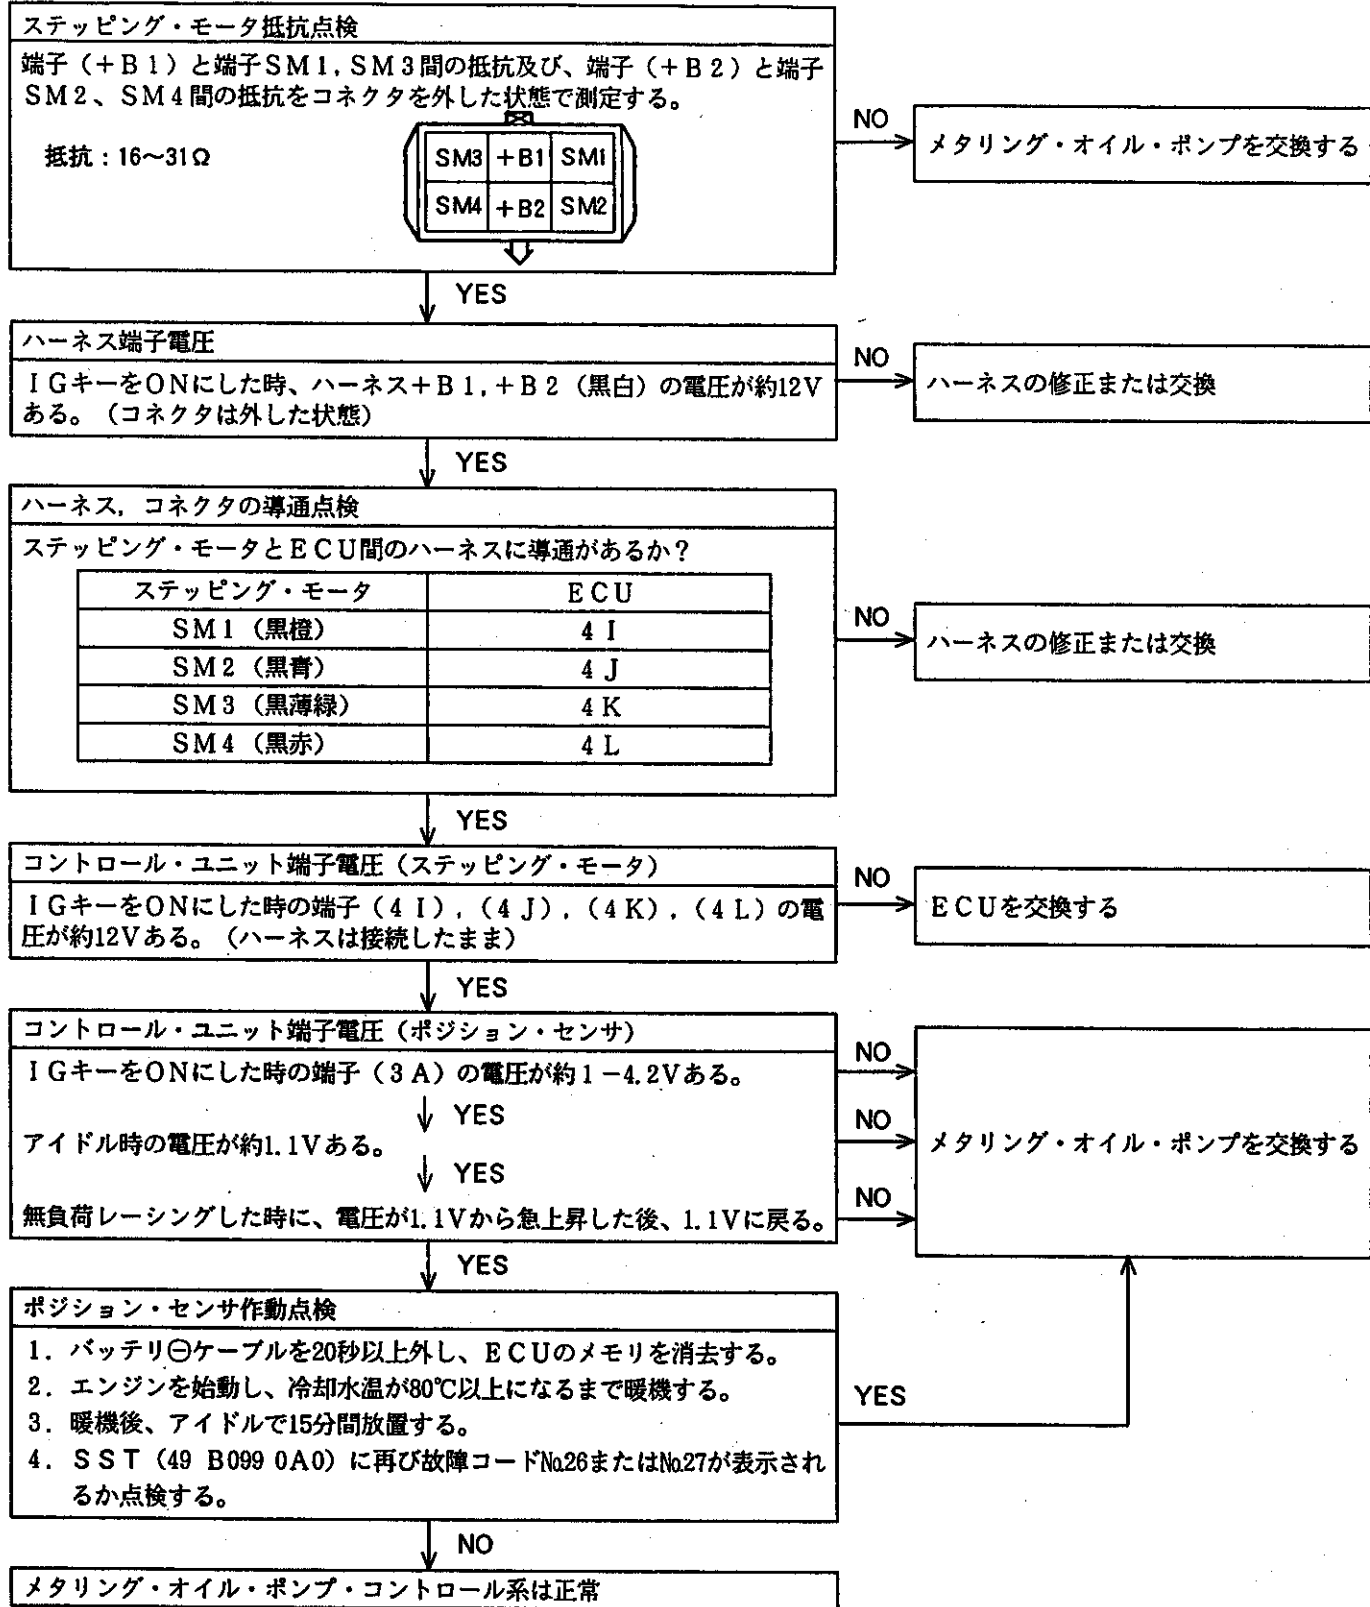 ステッピング・モータ抵抗点検
端子(+B1)と端子SM1,SM3間の抵抗及び、端子(+B2)と端子
SM2、SM4間の抵抗をコネクタを外した状態で測定する。
抵抗:16~31Ω
SM3 +B1 SM1
SM4 +B2 SM2
NO
メタリング・オイル・ポンプを交換する
YES
ハーネス端子電圧
IGキーをONにした時、ハーネス+B1,+B2(黒白)の電圧が約12V
ある。(コネクタは外した状態)
NO
ハーネスの修正または交換
YES
ハーネス,コネクタの導通点検
ステッピング・モータとECU間のハーネスに導通があるか?
ステッピング・モータ ECU
SM1(黒橙) 4I
SM2(黒青) 4J
SM3(黒薄緑) 4K
SM4(黒赤) 4L
NO
ハーネスの修正または交換
YES
コントロール・ユニット端子電圧(ステッピング・モータ)
IGキーをONにした時の端子(4I),(4J),(4K),(4L)の電
圧が約12Vある。(ハーネスは接続したまま)
NO
ECUを交換する
YES
コントロール・ユニット端子電圧(ポジション・センサ)
IGキーをONにした時の端子(3A)の電圧が約1-4.2Vある。
YES
アイドル時の電圧が約1.1Vある。
YES
無負荷レーシングした時に、電圧が1.1Vから急上昇した後、1.1Vに戻る。
NO
NO
NO
メタリング・オイル・ポンプを交換する
YES
ポジション・センサ作動点検
1.バッテリ⊖ケーブルを20秒以上外し、ECUのメモリを消去する。
2.エンジンを始動し、冷却水温が80℃以上になるまで暖機する。
3.暖機後、アイドルで15分間放置する。
4.SST(49 B099 0A0)に再び故障コード№26または№27が表示され
るか点検する。
YES
NO
メタリング・オイル・ポンプ・コントロール系は正常